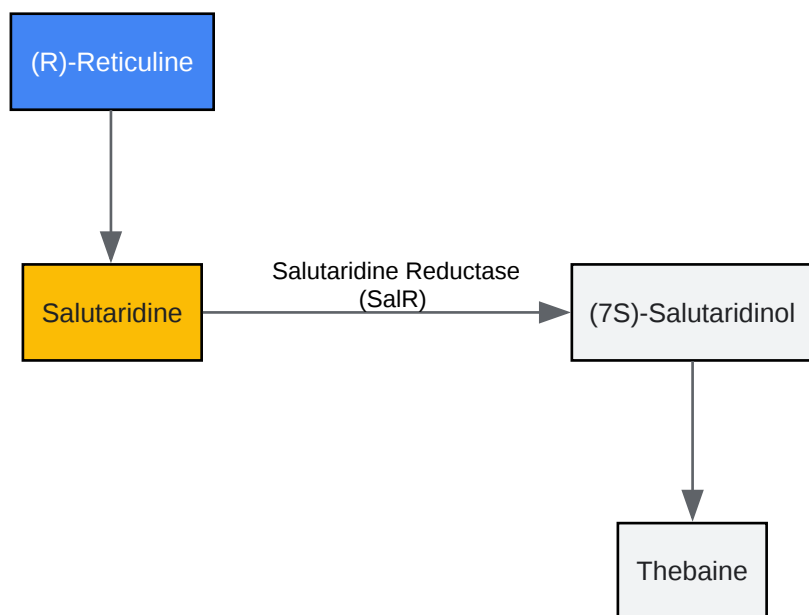 (R)-Reticuline
Salutaridine Reductase
(SalR)
Salutaridine
(7S)-Salutaridinol
Thebaine